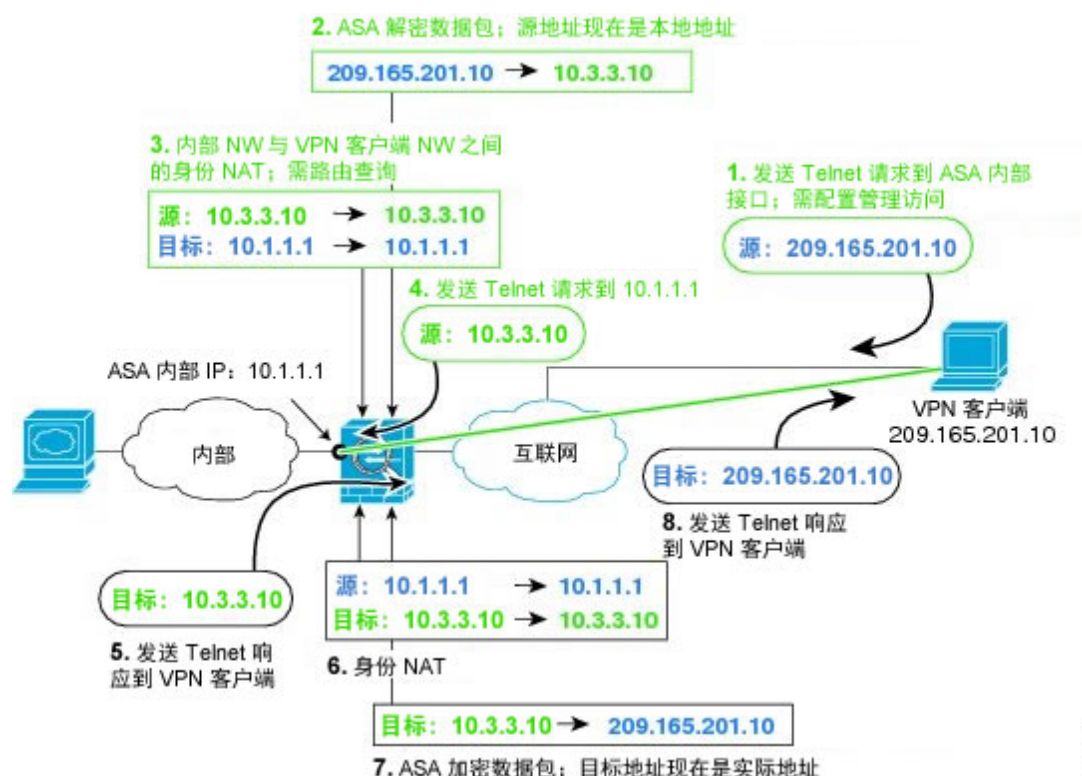 2. ASA 解密数据包；源地址现在是本地地址
209.165.201.10 → 10.3.3.10
3. 内部 NW 与 VPN 客户端 NW 之间
的身份 NAT；需路由查询
源：10.3.3.10 → 10.3.3.10
目标：10.1.1.1 → 10.1.1.1
1. 发送 Telnet 请求到 ASA 内部
接口；需配置管理访问
源：209.165.201.10
4. 发送 Telnet 请求到 10.1.1.1
源：10.3.3.10
ASA 内部 IP：10.1.1.1
内部
互联网
VPN 客户端
209.165.201.10
目标：209.165.201.10
8. 发送 Telnet 响应
到 VPN 客户端
目标：10.3.3.10
5. 发送 Telnet 响
应到 VPN 客户端
源：10.1.1.1 → 10.1.1.1
目标：10.3.3.10 → 10.3.3.10
6. 身份 NAT
目标：10.3.3.10 → 209.165.201.10
7. ASA 加密数据包；目标地址现在是实际地址